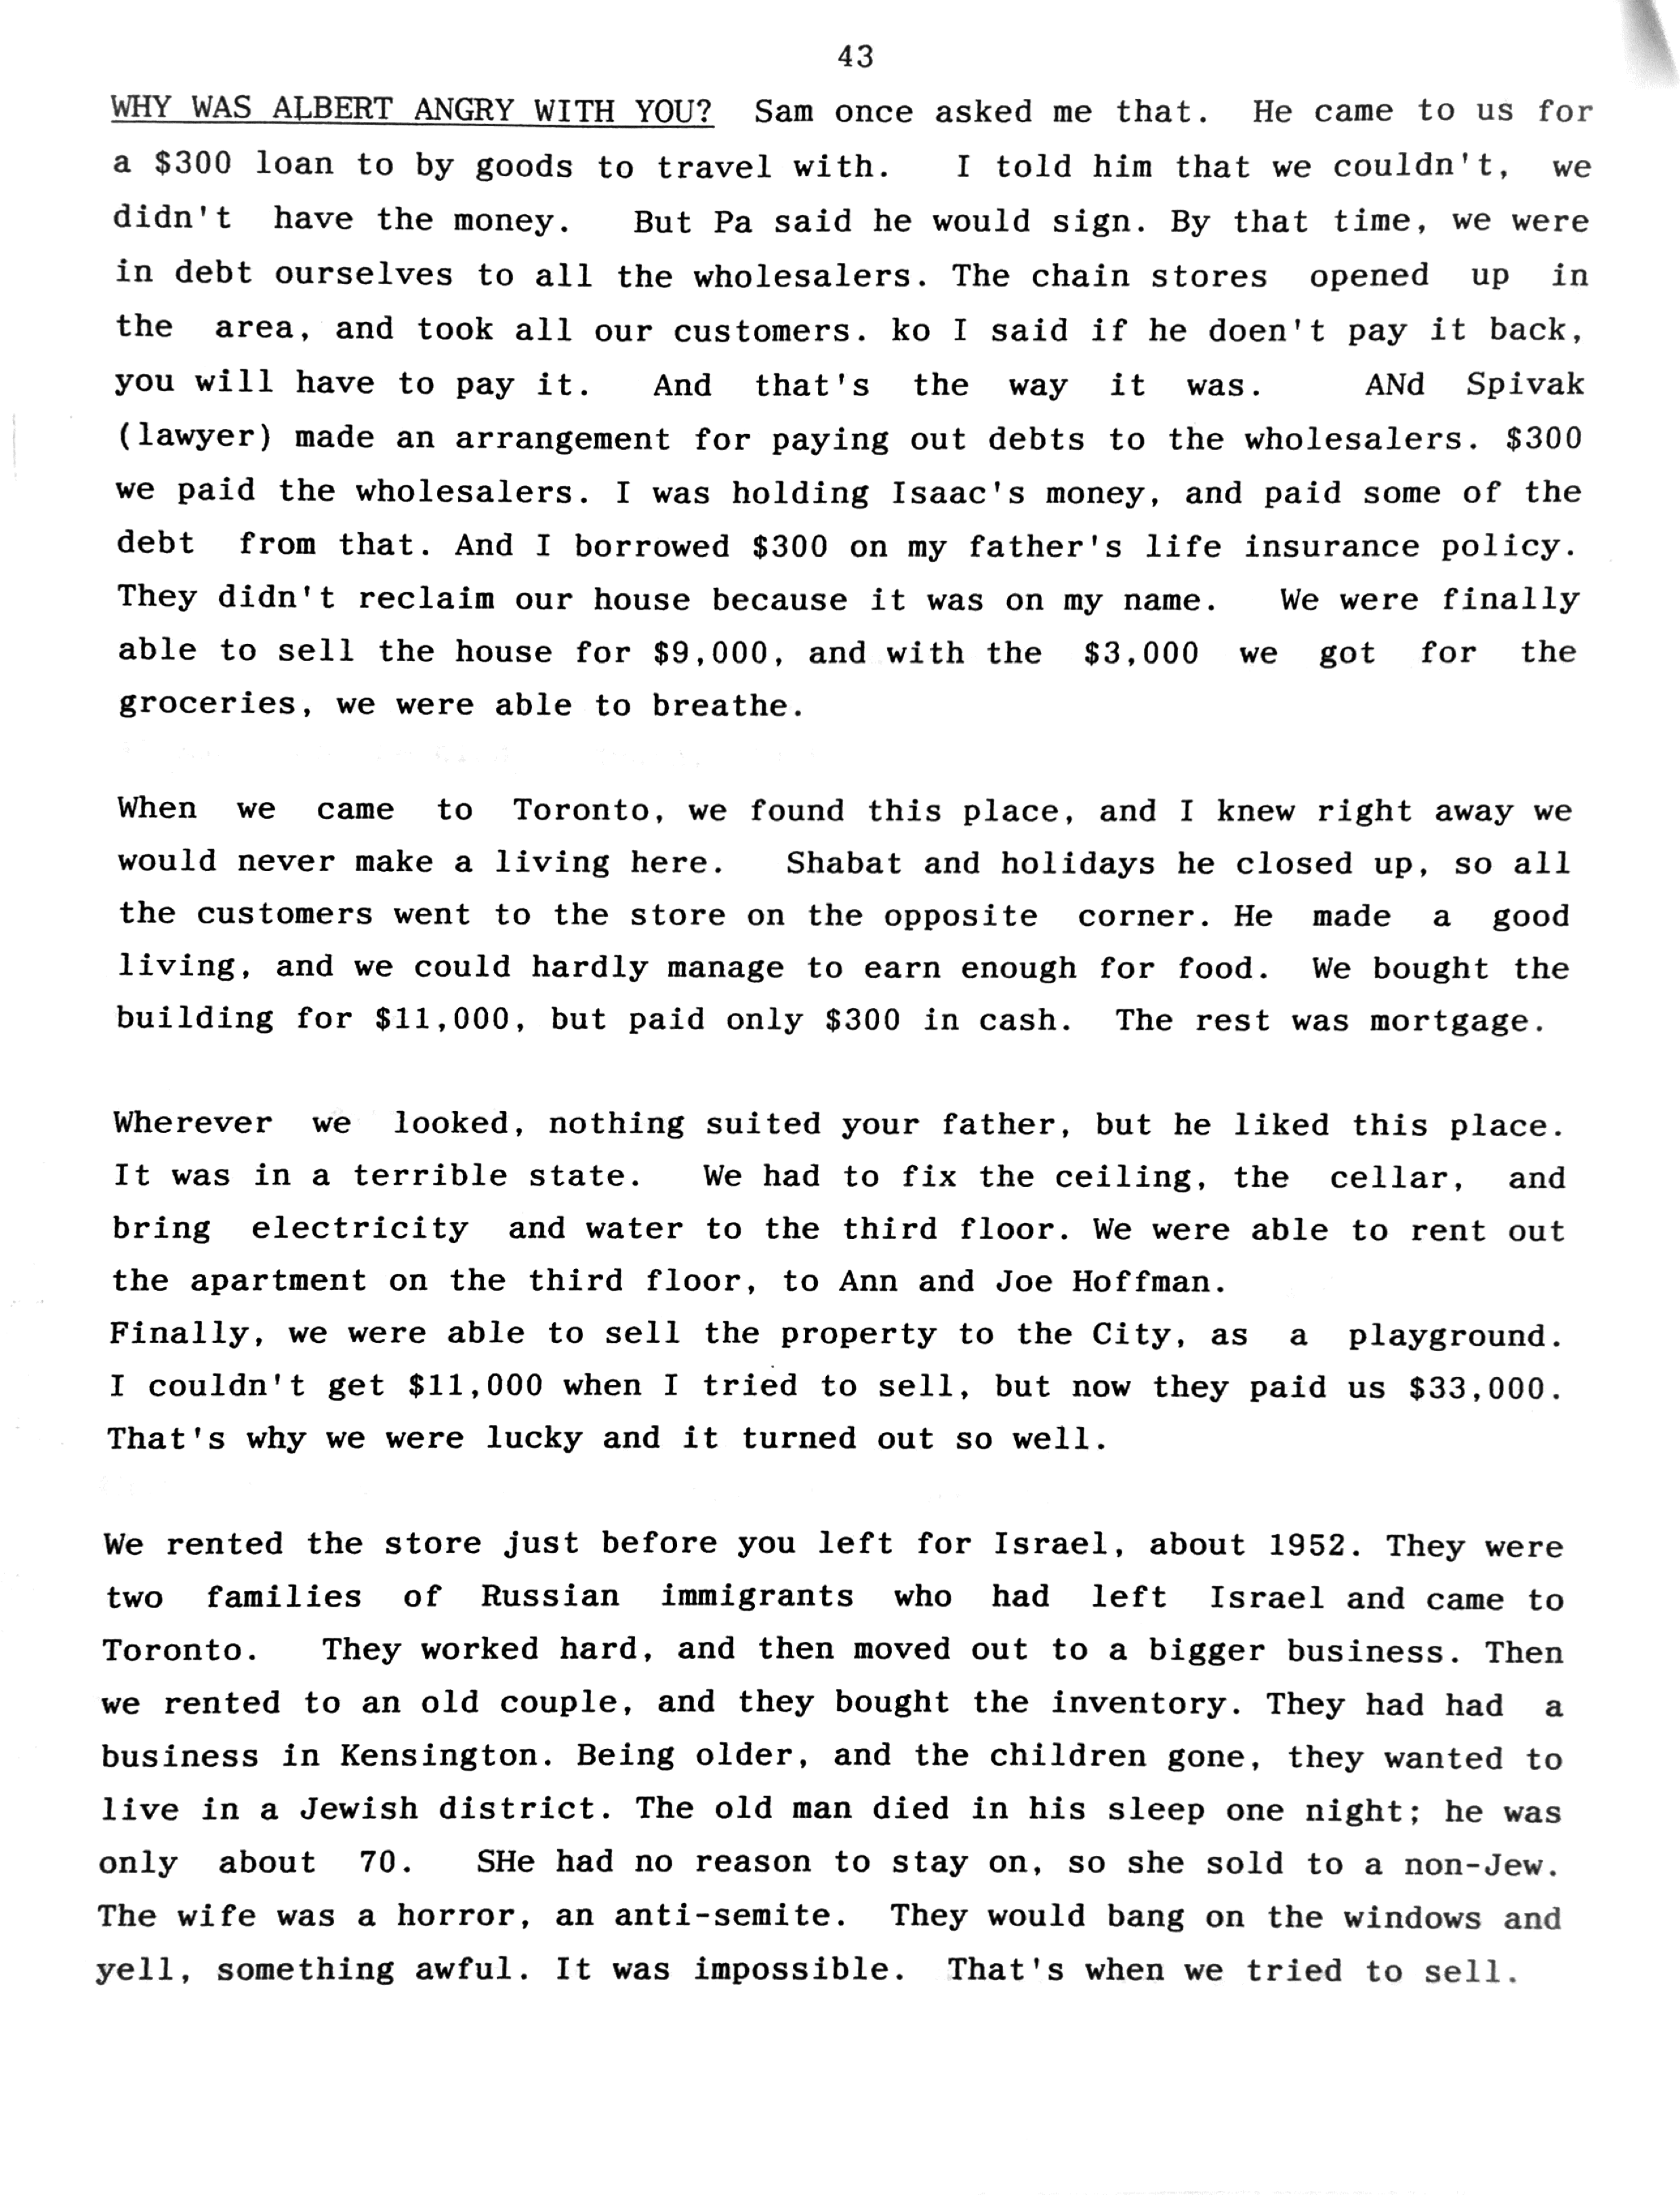 43
WHY WAS ALBERT ANGRY WITH YOU? Sam once asked me that. He came to us for
a $300 loan to by goods to travel with. I told him that we couldn't, we
didn't have the money. But Pa said he would sign. By that time, we were
in debt ourselves to all the wholesalers. The chain stores opened up in
the area, and took all our customers. ko I said if he doen't pay it back,
you will have to pay it. And that's the way it was. ANd Spivak
(lawyer) made an arrangement for paying out debts to the wholesalers. $300
we paid the wholesalers. I was holding Isaac's money, and paid some of the
debt from that. And I borrowed $300 on my father's life insurance policy.
They didn't reclaim our house because it was on my name. We were finally
able to sell the house for $9,000, and with the $3,000 we got for the
groceries, we were able to breathe.
When we came to Toronto, we found this place, and I knew right away we
would never make a living here. Shabat and holidays he closed up, so all
the customers went to the store on the opposite corner. He made a good
living, and we could hardly manage to earn enough for food. We bought the
building for $11,000, but paid only $300 in cash. The rest was mortgage.
Wherever we looked, nothing suited your father, but he liked this place.
It was in a terrible state. We had to fix the ceiling, the cellar, and
bring electricity and water to the third floor. We were able to rent out
the apartment on the third floor, to Ann and Joe Hoffman.
Finally, we were able to sell the property to the City, as a playground.
I couldn't get $11,000 when I tried to sell, but now they paid us $33,000.
That's why we were lucky and it turned out so well.
We rented the store just before you left for Israel, about 1952. They were
two families of Russian immigrants who had left Israel and came to
Toronto. They worked hard, and then moved out to a bigger business. Then
we rented to an old couple, and they bought the inventory. They had had a
business in Kensington. Being older, and the children gone, they wanted to
live in a Jewish district. The old man died in his sleep one night; he was
only about 70. SHe had no reason to stay on, so she sold to a non-Jew.
The wife was a horror, an anti-semite. They would bang on the windows and
yell, something awful. It was impossible. That's when we tried to sell.